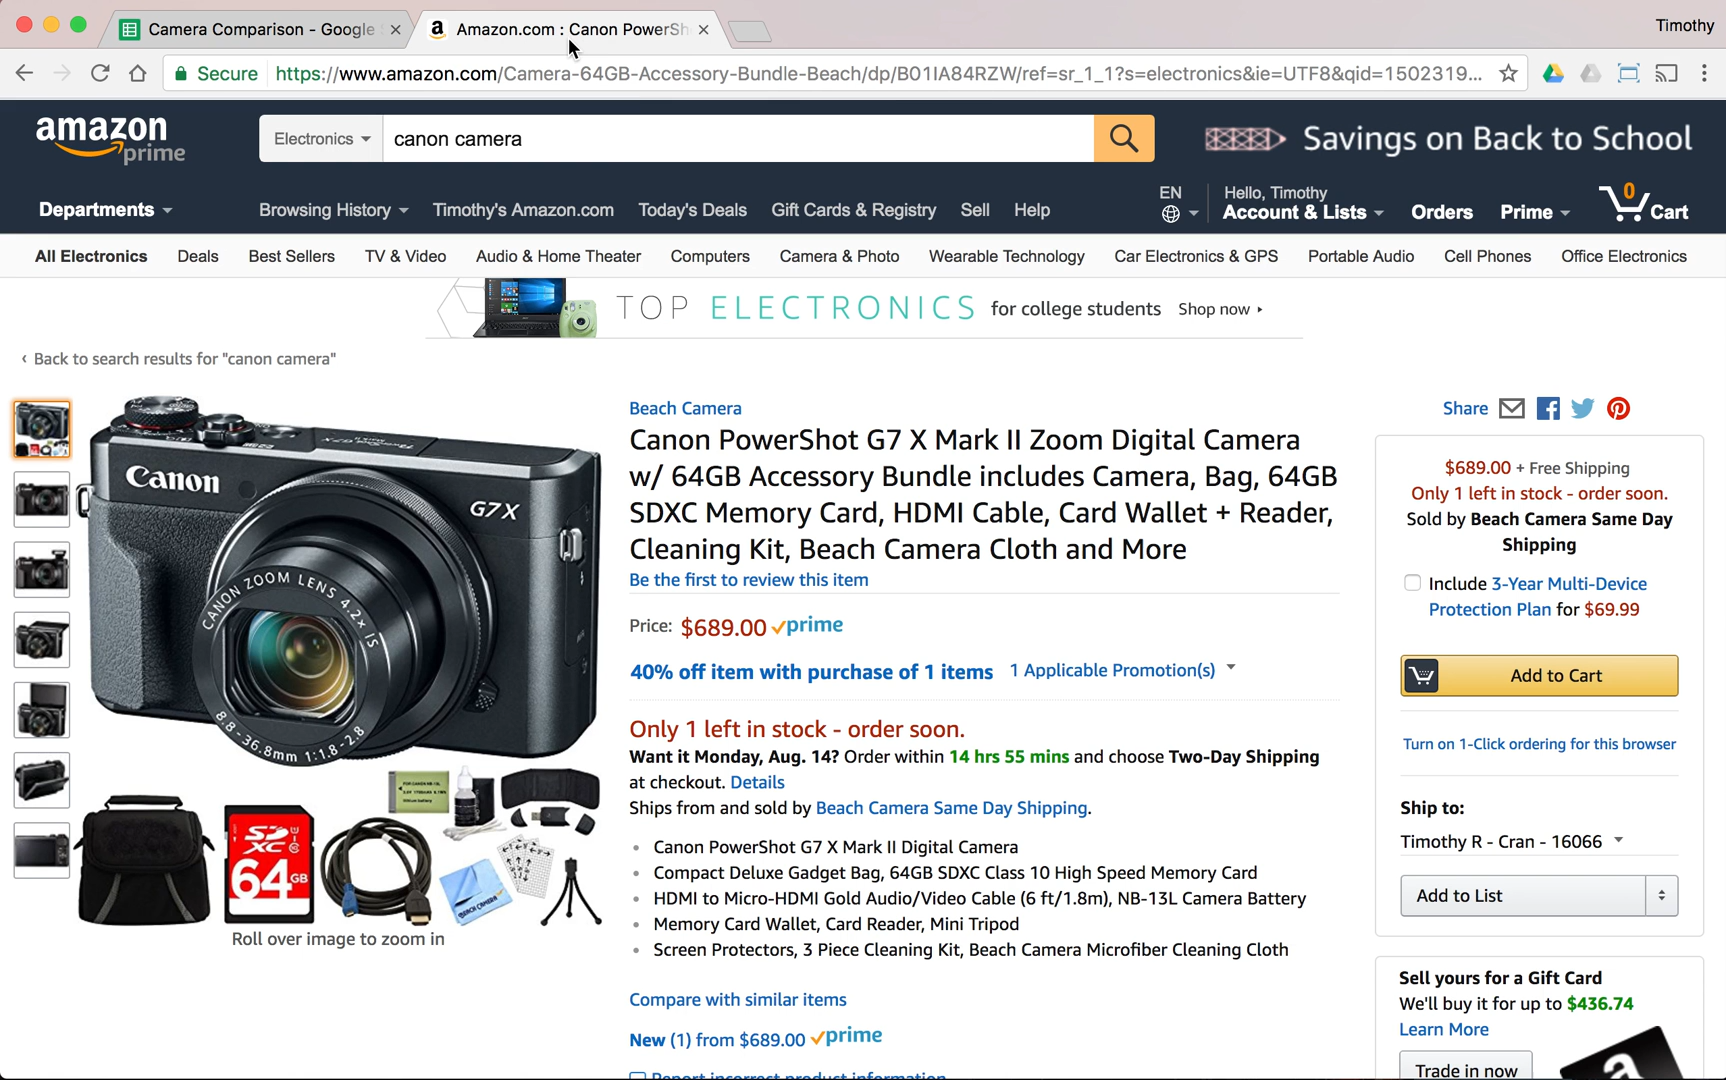 Camera Comparison - Google
Amazon.com : Canon PowerSh
Timothy
Secure
https://www.amazon.com/Camera-64GB-Accessory-Bundle-Beach/dp/B01IA84RZW/ref=sr_1_1?s=electronics&ie=UTF8&qid=1502319...
amazon prime
Electronics
canon camera
Savings on Back to School
Departments
Browsing History
Timothy's Amazon.com
Today's Deals
Gift Cards & Registry
Sell
Help
EN
Hello, Timothy
Account & Lists
Orders
Prime
0
Cart
All Electronics
Deals
Best Sellers
TV & Video
Audio & Home Theater
Computers
Camera & Photo
Wearable Technology
Car Electronics & GPS
Portable Audio
Cell Phones
Office Electronics
TOP ELECTRONICS for college students Shop now ▸
‹ Back to search results for "canon camera"
Canon
G7X
CANON ZOOM LENS 4.2x IS
8.8-36.8mm 1:1.8-2.8
SDXC
64GB
BEACH CAMERA
Roll over image to zoom in
Beach Camera
Canon PowerShot G7 X Mark II Zoom Digital Camera
w/ 64GB Accessory Bundle includes Camera, Bag, 64GB
SDXC Memory Card, HDMI Cable, Card Wallet + Reader,
Cleaning Kit, Beach Camera Cloth and More
Be the first to review this item
Price: $689.00 prime
40% off item with purchase of 1 items 1 Applicable Promotion(s)
Only 1 left in stock - order soon.
Want it Monday, Aug. 14? Order within 14 hrs 55 mins and choose Two-Day Shipping
at checkout. Details
Ships from and sold by Beach Camera Same Day Shipping.
• Canon PowerShot G7 X Mark II Digital Camera
• Compact Deluxe Gadget Bag, 64GB SDXC Class 10 High Speed Memory Card
• HDMI to Micro-HDMI Gold Audio/Video Cable (6 ft/1.8m), NB-13L Camera Battery
• Memory Card Wallet, Card Reader, Mini Tripod
• Screen Protectors, 3 Piece Cleaning Kit, Beach Camera Microfiber Cleaning Cloth
Compare with similar items
New (1) from $689.00 prime
Report incorrect product information
Share
$689.00 + Free Shipping
Only 1 left in stock - order soon.
Sold by Beach Camera Same Day
Shipping
Include 3-Year Multi-Device
Protection Plan for $69.99
Add to Cart
Turn on 1-Click ordering for this browser
Ship to:
Timothy R - Cran - 16066
Add to List
Sell yours for a Gift Card
We'll buy it for up to $436.74
Learn More
Trade in now